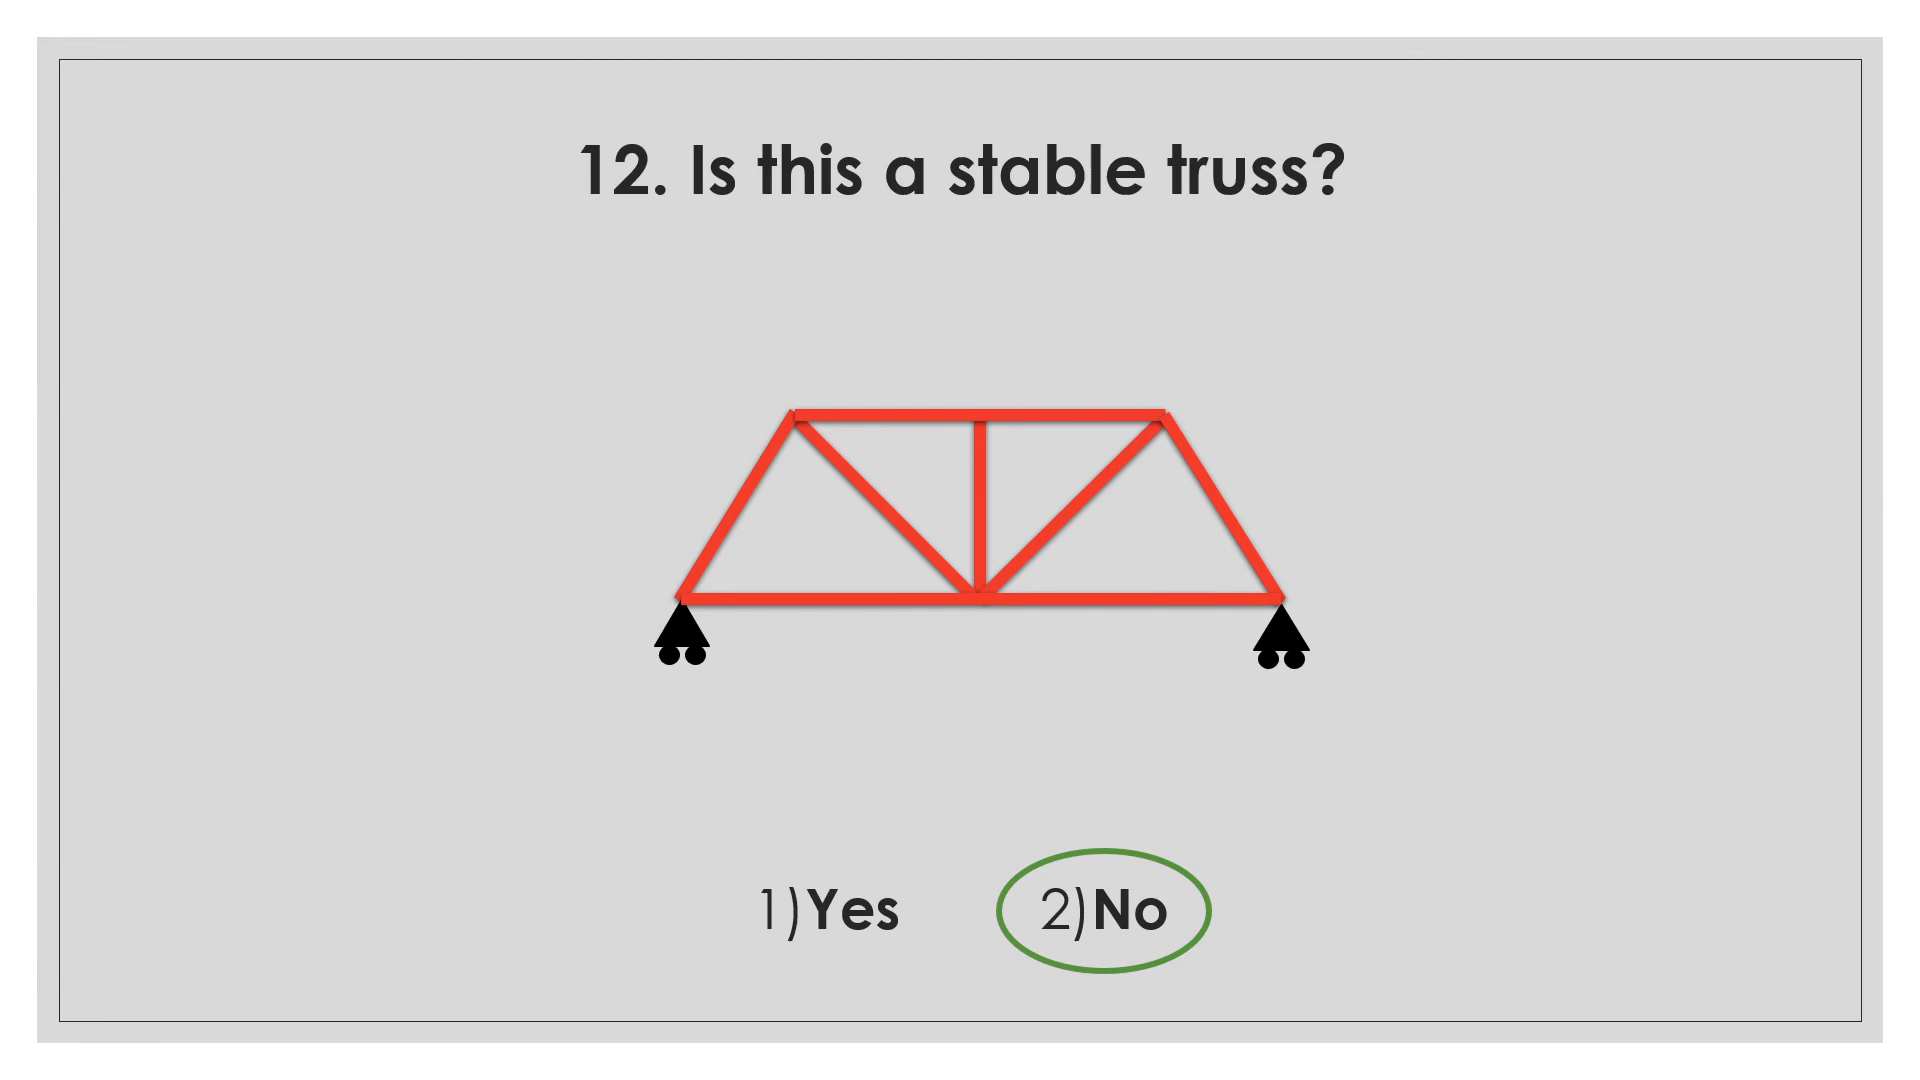 12. Is this a stable truss?
1)Yes 2)No